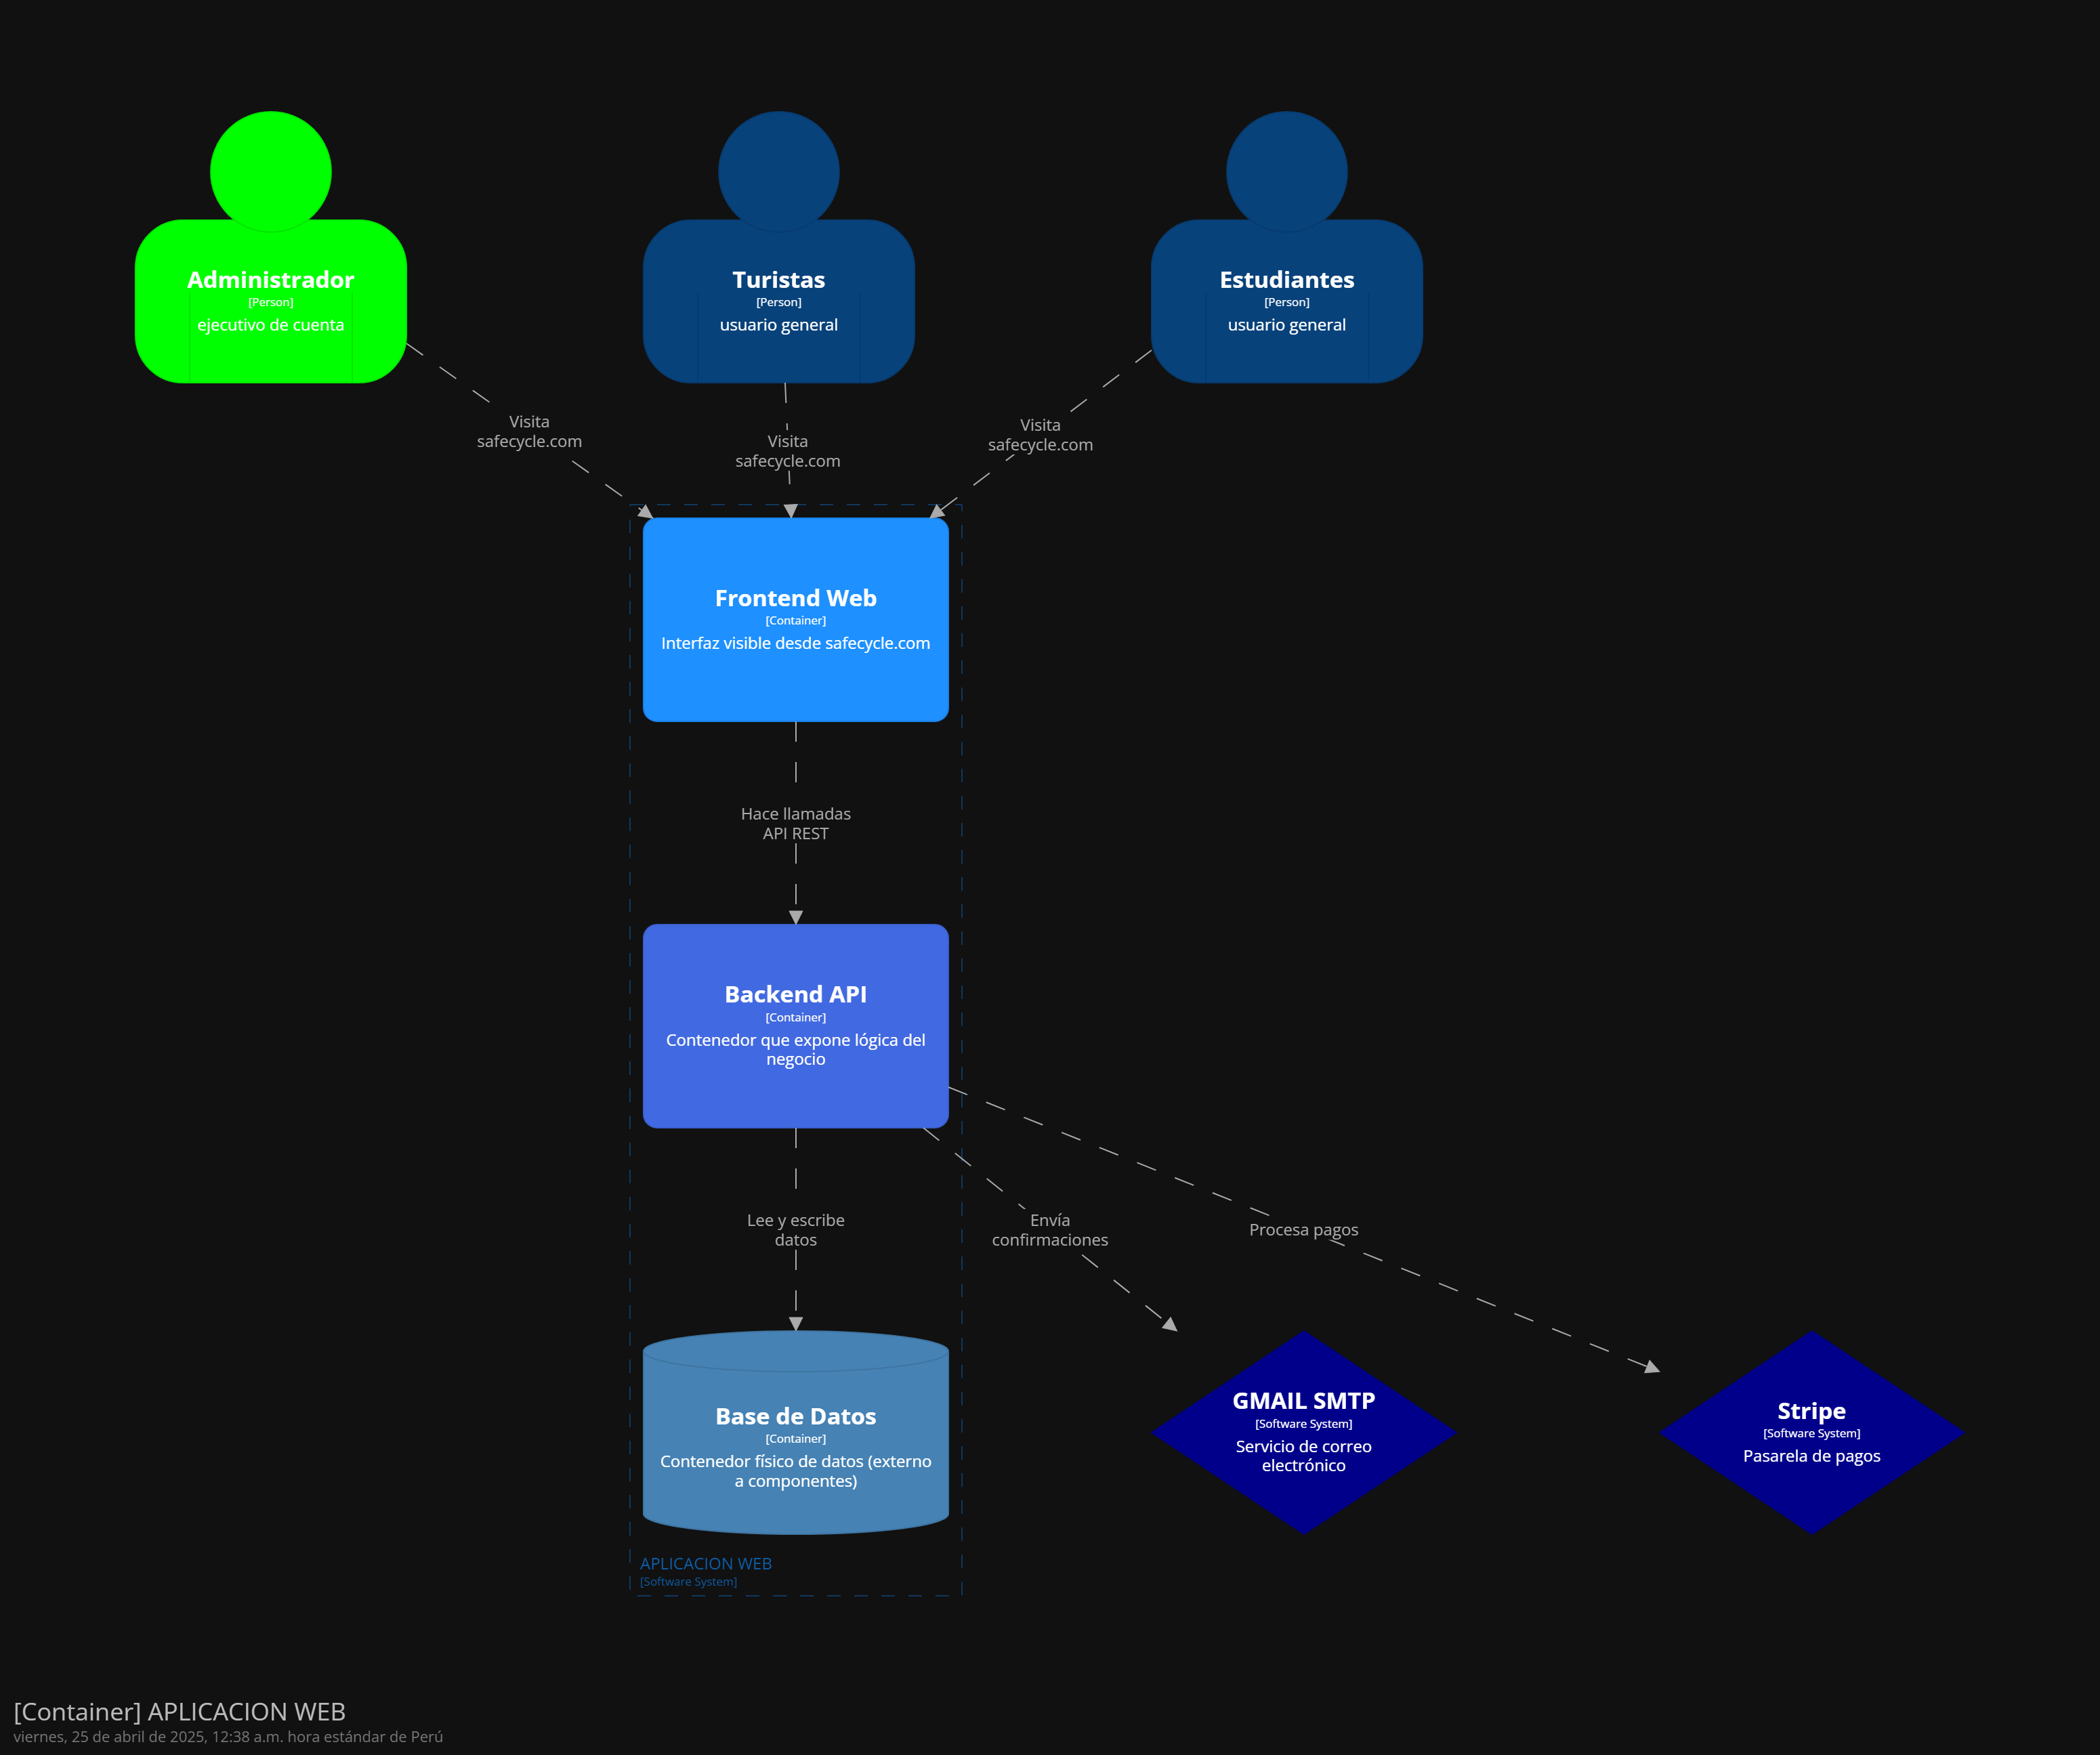 Administrador
[Person]
ejecutivo de cuenta
Turistas
[Person]
usuario general
Estudiantes
[Person]
usuario general
Visita
safecycle.com
Visita
safecycle.com
Visita
safecycle.com
Frontend Web
[Container]
Interfaz visible desde safecycle.com
Hace llamadas
API REST
Backend API
[Container]
Contenedor que expone lógica del
negocio
Lee y escribe
datos
Envía
confirmaciones
Procesa pagos
Base de Datos
[Container]
Contenedor físico de datos (externo
a componentes)
GMAIL SMTP
[Software System]
Servicio de correo
electrónico
Stripe
[Software System]
Pasarela de pagos
APLICACION WEB
[Software System]
[Container] APLICACION WEB
viernes, 25 de abril de 2025, 12:38 a.m. hora estándar de Perú